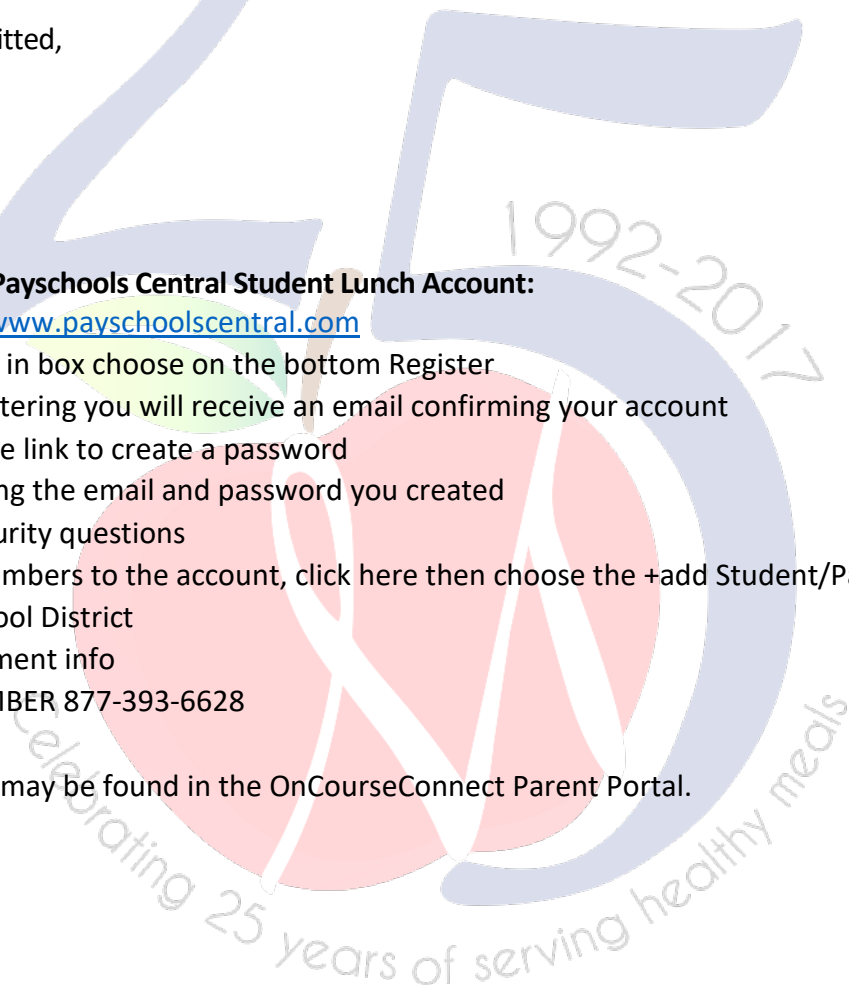 itted,
1992-2017
Payschools Central Student Lunch Account:
www.payschoolscentral.com
in box choose on the bottom Register
tering you will receive an email confirming your account
e link to create a password
ng the email and password you created
urity questions
mbers to the account, click here then choose the +add Student/Pa
ool District
ment info
MBER 877-393-6628
may be found in the OnCourseConnect Parent Portal.
Celebrating 25 years of serving healthy meals